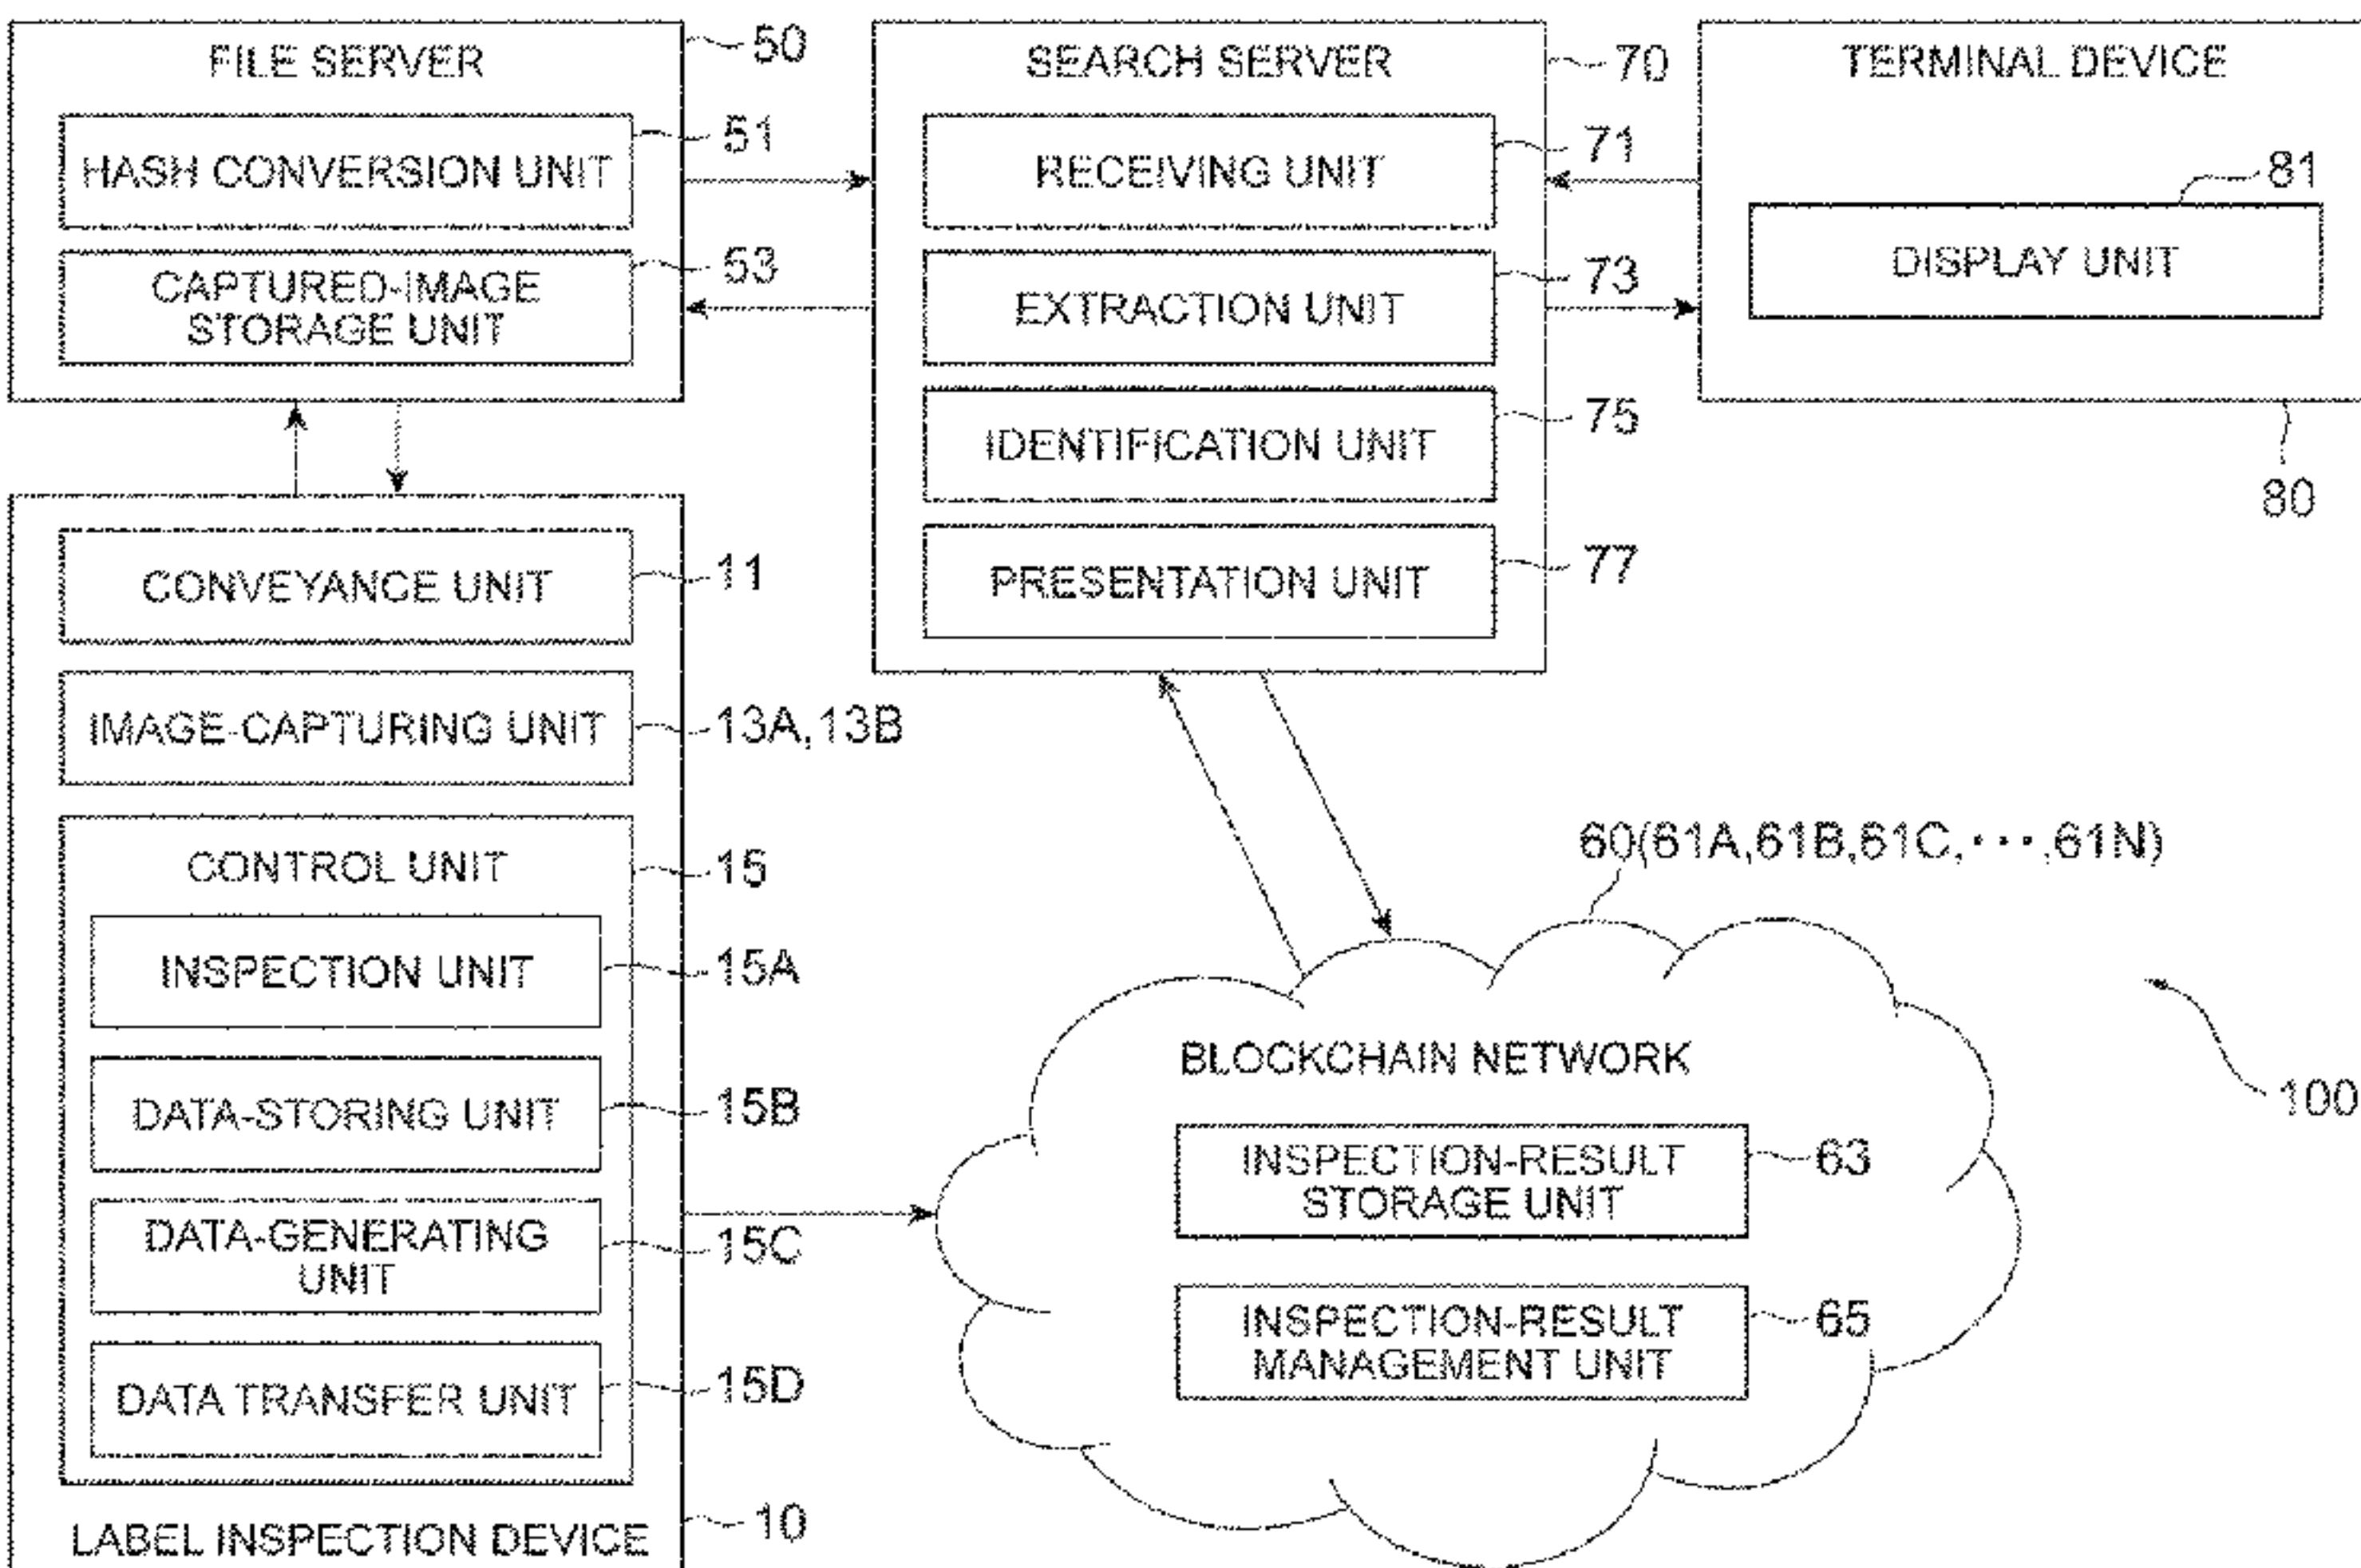 FILE SERVER
50
HASH CONVERSION UNIT
51
CAPTURED-IMAGE
STORAGE UNIT
53
SEARCH SERVER
70
RECEIVING UNIT
71
EXTRACTION UNIT
73
IDENTIFICATION UNIT
75
PRESENTATION UNIT
77
TERMINAL DEVICE
81
DISPLAY UNIT
80
CONVEYANCE UNIT
11
IMAGE-CAPTURING UNIT
13A,13B
CONTROL UNIT
15
INSPECTION UNIT
15A
DATA-STORING UNIT
15B
DATA-GENERATING
UNIT
15C
DATA TRANSFER UNIT
15D
LABEL INSPECTION DEVICE
10
60(61A,61B,61C,･･･,61N)
BLOCKCHAIN NETWORK
INSPECTION-RESULT
STORAGE UNIT
63
INSPECTION-RESULT
MANAGEMENT UNIT
65
100